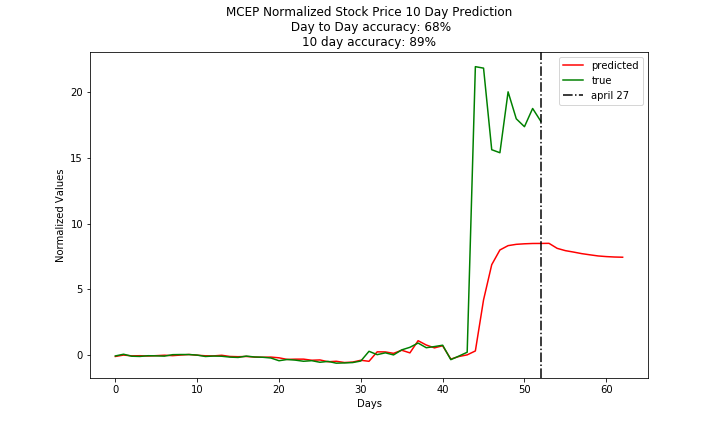 MCEP Normalized Stock Price 10 Day Prediction
Day to Day accuracy: 68%
10 day accuracy: 89%
predicted
true
april 27
20
15
10
5
0
Normalized Values
0 10 20 30 40 50 60
Days